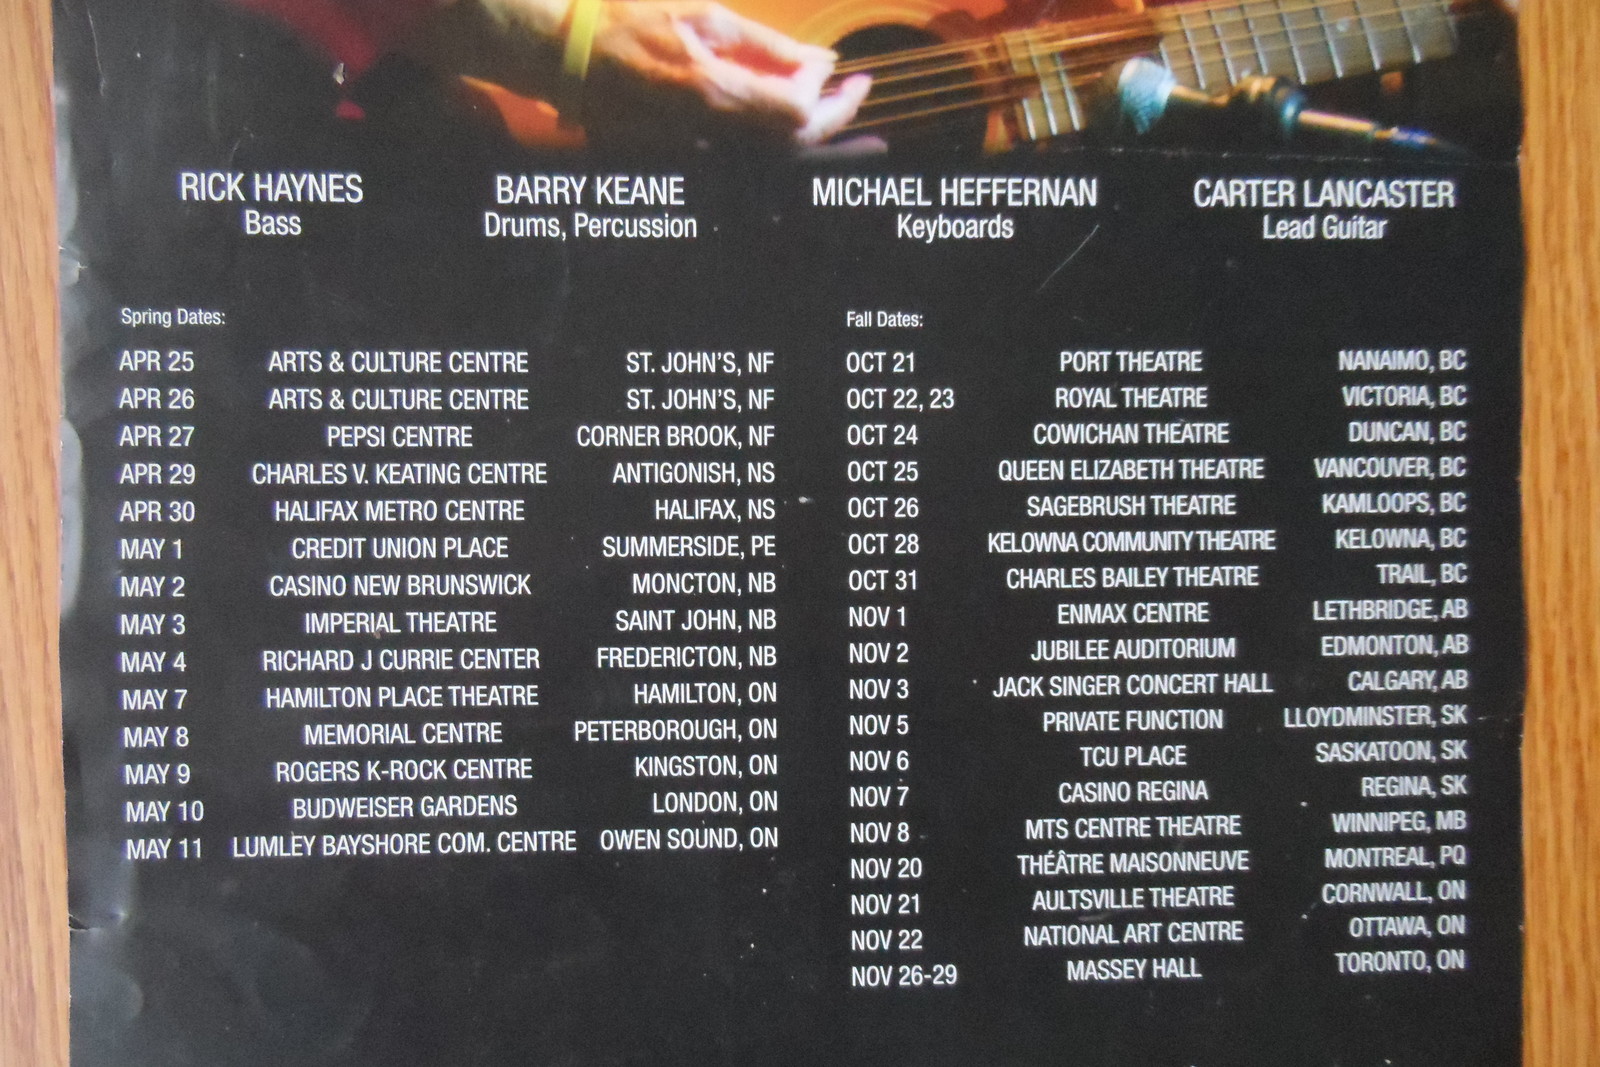 RICK HAYNES
Bass
BARRY KEANE
Drums, Percussion
MICHAEL HEFFERNAN
Keyboards
CARTER LANCASTER
Lead Guitar
Spring Dates:
APR 25 ARTS & CULTURE CENTRE ST. JOHN'S, NF
APR 26 ARTS & CULTURE CENTRE ST. JOHN'S, NF
APR 27 PEPSI CENTRE CORNER BROOK, NF
APR 29 CHARLES V. KEATING CENTRE ANTIGONISH, NS
APR 30 HALIFAX METRO CENTRE HALIFAX, NS
MAY 1 CREDIT UNION PLACE SUMMERSIDE, PE
MAY 2 CASINO NEW BRUNSWICK MONCTON, NB
MAY 3 IMPERIAL THEATRE SAINT JOHN, NB
MAY 4 RICHARD J CURRIE CENTER FREDERICTON, NB
MAY 7 HAMILTON PLACE THEATRE HAMILTON, ON
MAY 8 MEMORIAL CENTRE PETERBOROUGH, ON
MAY 9 ROGERS K-ROCK CENTRE KINGSTON, ON
MAY 10 BUDWEISER GARDENS LONDON, ON
MAY 11 LUMLEY BAYSHORE COM. CENTRE OWEN SOUND, ON
Fall Dates:
OCT 21 PORT THEATRE NANAIMO, BC
OCT 22, 23 ROYAL THEATRE VICTORIA, BC
OCT 24 COWICHAN THEATRE DUNCAN, BC
OCT 25 QUEEN ELIZABETH THEATRE VANCOUVER, BC
OCT 26 SAGEBRUSH THEATRE KAMLOOPS, BC
OCT 28 KELOWNA COMMUNITY THEATRE KELOWNA, BC
OCT 31 CHARLES BAILEY THEATRE TRAIL, BC
NOV 1 ENMAX CENTRE LETHBRIDGE, AB
NOV 2 JUBILEE AUDITORIUM EDMONTON, AB
NOV 3 JACK SINGER CONCERT HALL CALGARY, AB
NOV 5 PRIVATE FUNCTION LLOYDMINSTER, SK
NOV 6 TCU PLACE SASKATOON, SK
NOV 7 CASINO REGINA REGINA, SK
NOV 8 MTS CENTRE THEATRE WINNIPEG, MB
NOV 20 THÉÂTRE MAISONNEUVE MONTREAL, PQ
NOV 21 AULTSVILLE THEATRE CORNWALL, ON
NOV 22 NATIONAL ART CENTRE OTTAWA, ON
NOV 26-29 MASSEY HALL TORONTO, ON